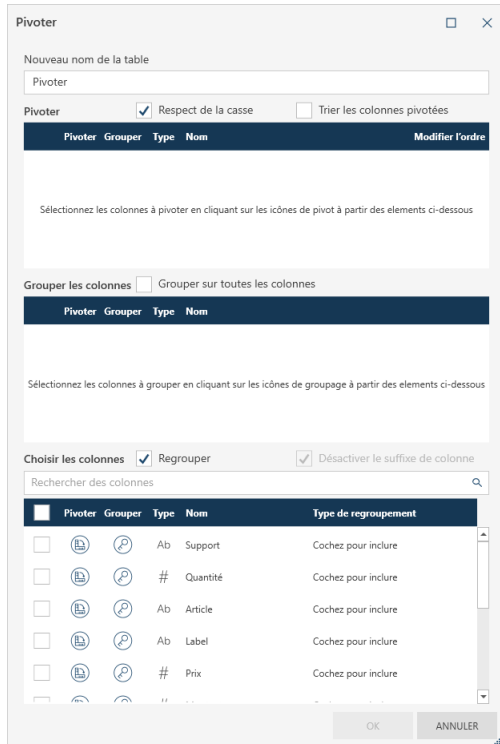 Pivoter
Nouveau nom de la table
Pivoter
Pivoter Respect de la casse Trier les colonnes pivotées
Pivoter Grouper Type Nom Modifier l'ordre
Sélectionnez les colonnes à pivoter en cliquant sur les icônes de pivot à partir des elements ci-dessous
Grouper les colonnes Grouper sur toutes les colonnes
Pivoter Grouper Type Nom
Sélectionnez les colonnes à grouper en cliquant sur les icônes de groupage à partir des elements ci-dessous
Choisir les colonnes Regrouper Désactiver le suffixe de colonne
Rechercher des colonnes
Pivoter Grouper Type Nom Type de regroupement
Ab Support Cochez pour inclure
# Quantité Cochez pour inclure
Ab Article Cochez pour inclure
Ab Label Cochez pour inclure
# Prix Cochez pour inclure
OK ANNULER